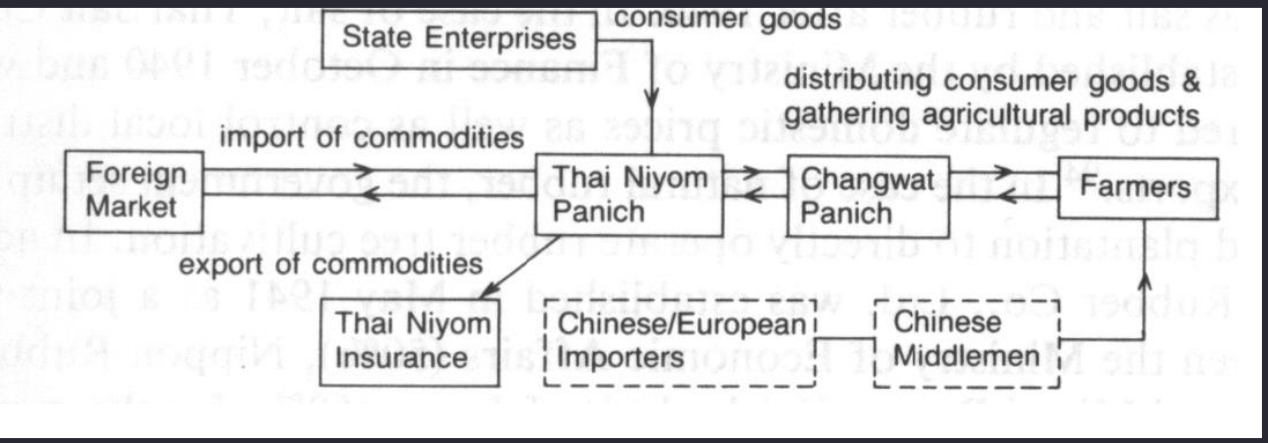 consumer goods
State Enterprises
distributing consumer goods &
gathering agricultural products
import of commodities
Foreign
Market
Thai Niyom
Panich
Changwat
Panich
Farmers
export of commodities
Thai Niyom
Insurance
Chinese/European
Importers
Chinese
Middlemen